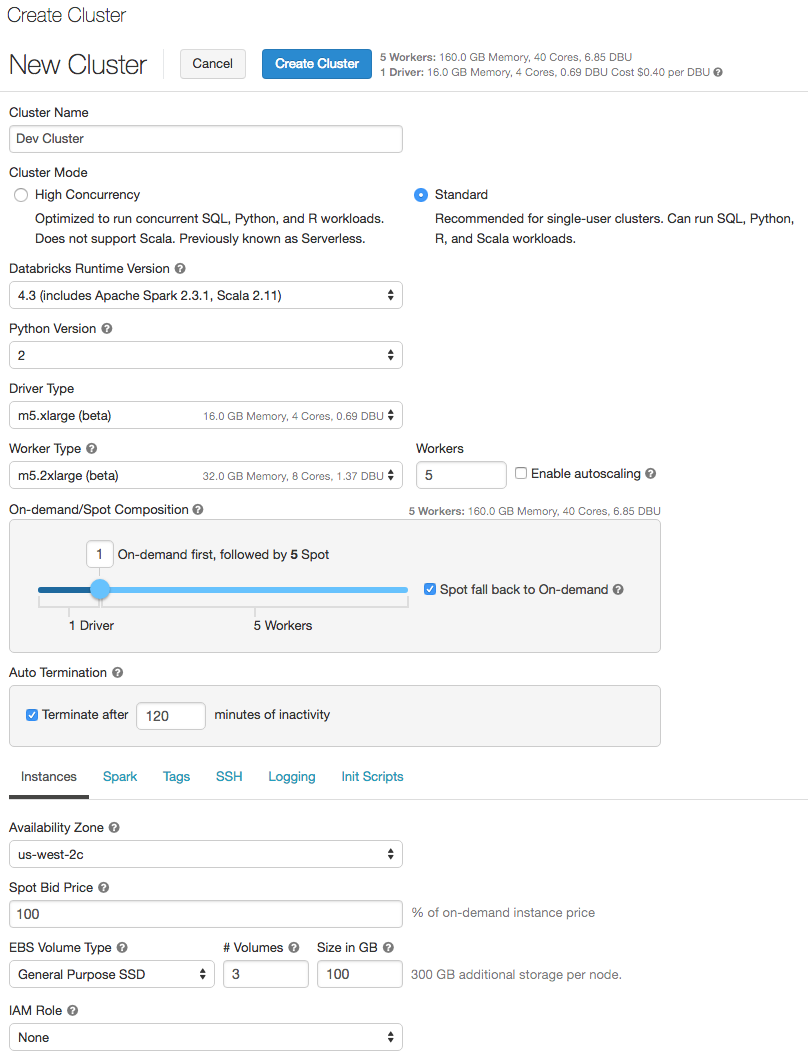 Create Cluster
New Cluster
Cancel
Create Cluster
5 Workers: 160.0 GB Memory, 40 Cores, 6.85 DBU
1 Driver: 16.0 GB Memory, 4 Cores, 0.69 DBU Cost $0.40 per DBU ?
Cluster Name
Dev Cluster
Cluster Mode
High Concurrency
Optimized to run concurrent SQL, Python, and R workloads.
Does not support Scala. Previously known as Serverless.
Standard
Recommended for single-user clusters. Can run SQL, Python,
R, and Scala workloads.
Databricks Runtime Version ?
4.3 (includes Apache Spark 2.3.1, Scala 2.11)
Python Version ?
2
Driver Type
m5.xlarge (beta) 16.0 GB Memory, 4 Cores, 0.69 DBU
Worker Type ?
m5.2xlarge (beta) 32.0 GB Memory, 8 Cores, 1.37 DBU
Workers
5
Enable autoscaling ?
On-demand/Spot Composition ?
5 Workers: 160.0 GB Memory, 40 Cores, 6.85 DBU
1 On-demand first, followed by 5 Spot
Spot fall back to On-demand ?
1 Driver
5 Workers
Auto Termination ?
Terminate after 120 minutes of inactivity
Instances Spark Tags SSH Logging Init Scripts
Availability Zone ?
us-west-2c
Spot Bid Price ?
100 % of on-demand instance price
EBS Volume Type ?
General Purpose SSD
# Volumes ?
3
Size in GB ?
100
300 GB additional storage per node.
IAM Role ?
None